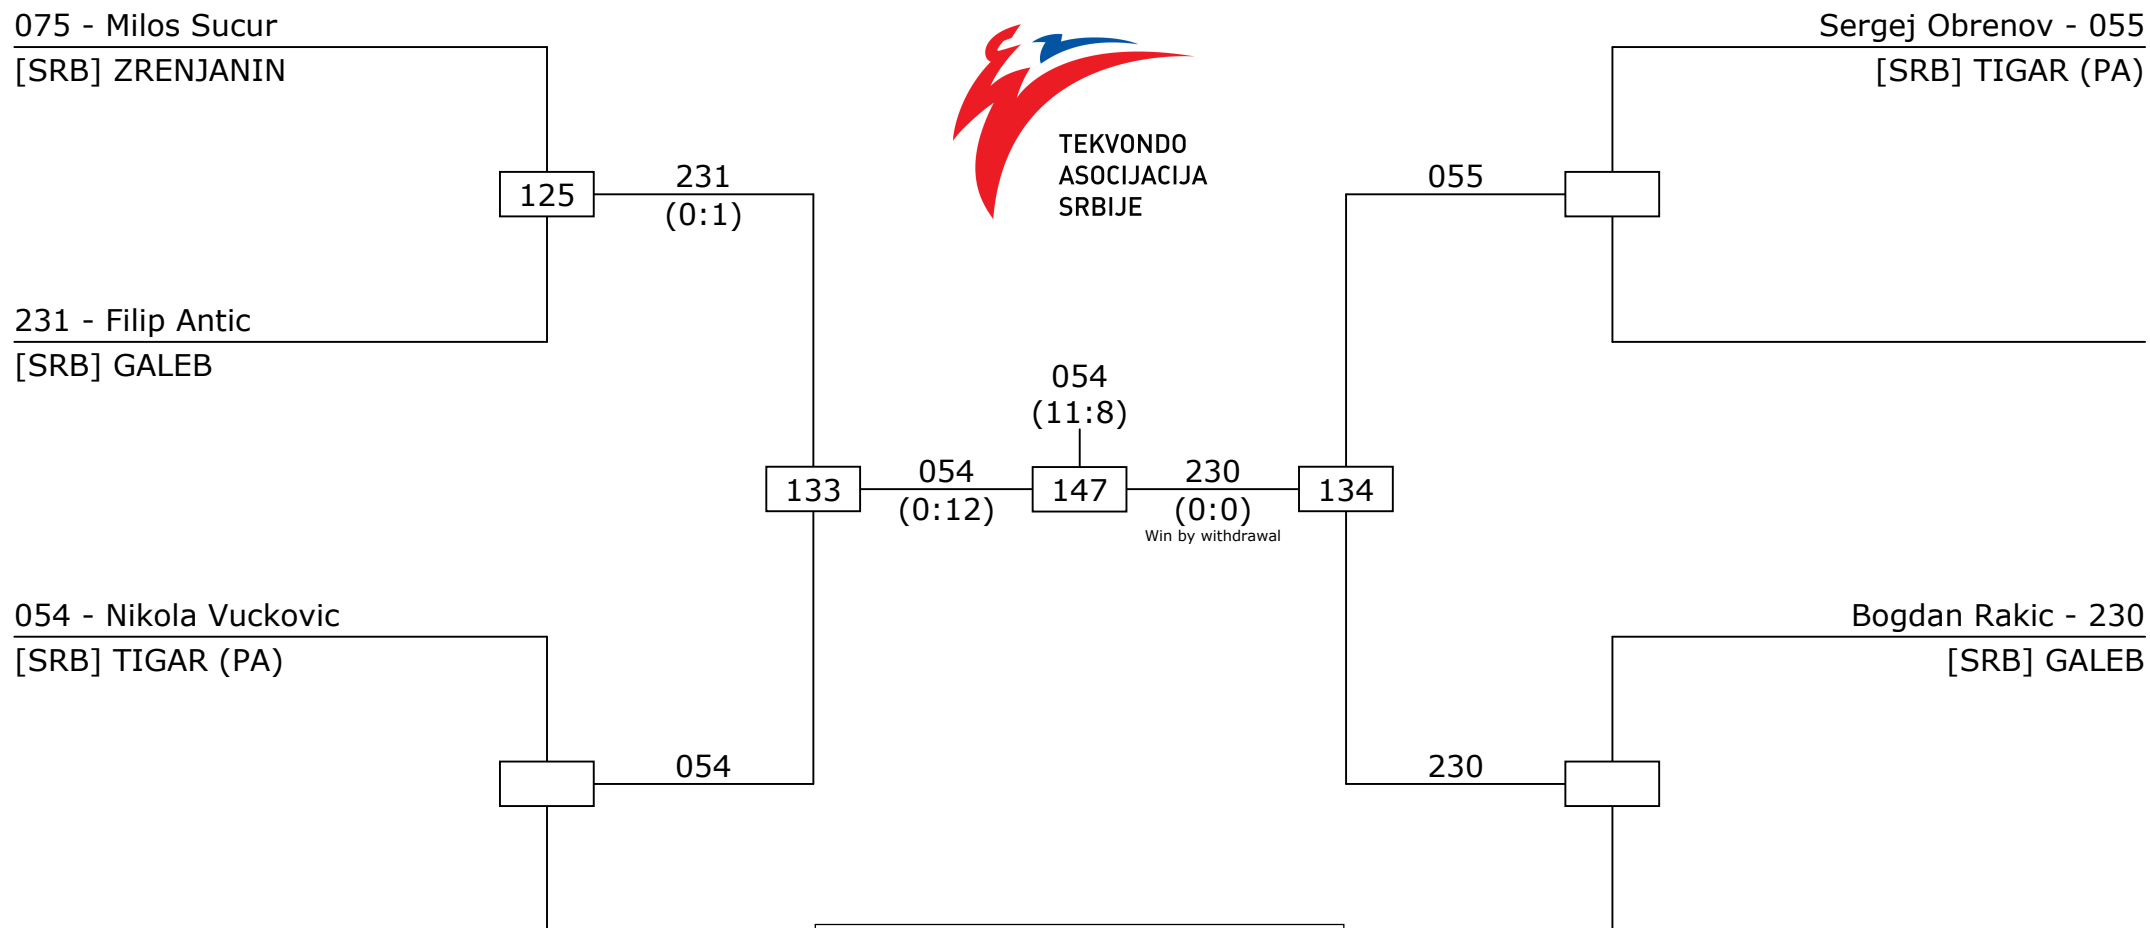 075 - Milos Sucur
[SRB] ZRENJANIN
Sergej Obrenov - 055
[SRB] TIGAR (PA)
TEKVONDO
ASOCIJACIJA
SRBIJE
125
231
(0:1)
055
231 - Filip Antic
[SRB] GALEB
054
(11:8)
133
054
(0:12)
147
230
(0:0)
Win by withdrawal
134
054 - Nikola Vuckovic
[SRB] TIGAR (PA)
Bogdan Rakic - 230
[SRB] GALEB
054
230